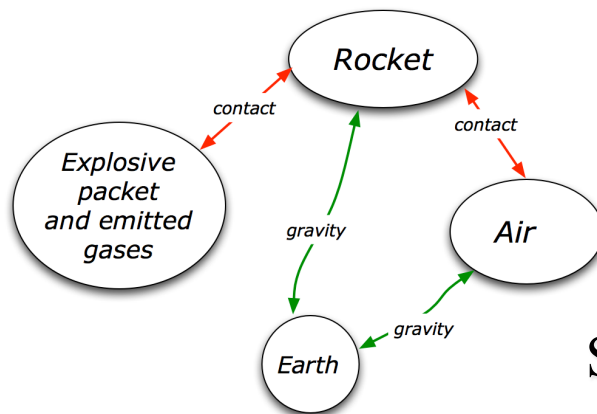 Rocket
contact
contact
Explosive
packet
and emitted
gases
gravity
Air
gravity
Earth
S